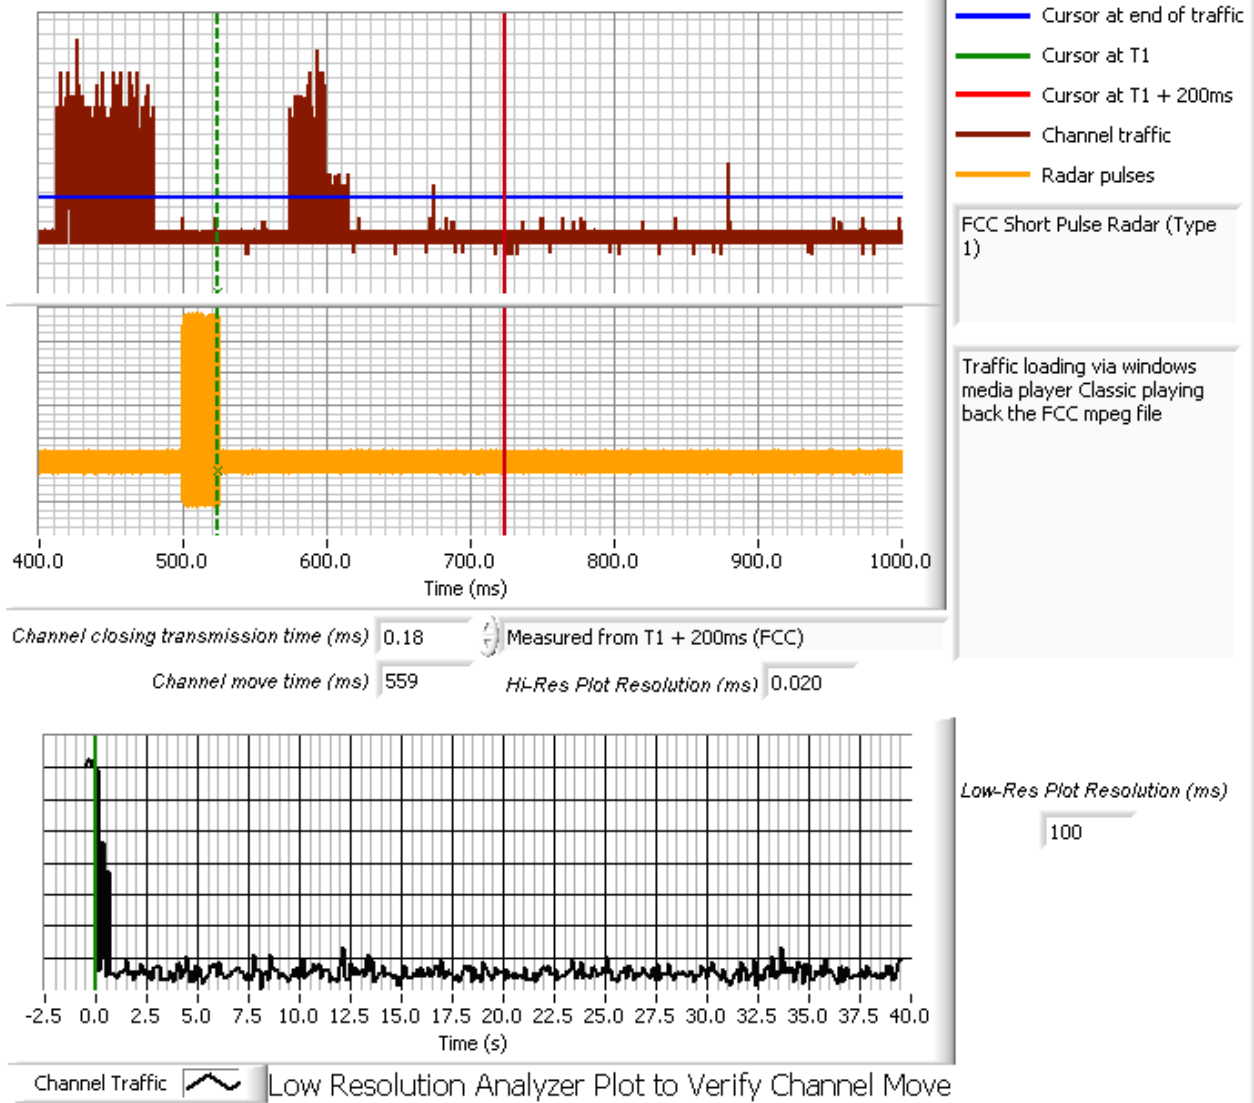 Cursor at end of traffic
Cursor at T1
Cursor at T1 + 200ms
Channel traffic
Radar pulses
FCC Short Pulse Radar (Type
1)
Traffic loading via windows
media player Classic playing
back the FCC mpeg file
400.0 500.0 600.0 700.0 800.0 900.0 1000.0
Time (ms)
Channel closing transmission time (ms) 0.18 Measured from T1 + 200ms (FCC)
Channel move time (ms) 559 Hi-Res Plot Resolution (ms) 0.020
Low-Res Plot Resolution (ms)
100
-2.5 0.0 2.5 5.0 7.5 10.0 12.5 15.0 17.5 20.0 22.5 25.0 27.5 30.0 32.5 35.0 37.5 40.0
Time (s)
Channel Traffic Low Resolution Analyzer Plot to Verify Channel Move